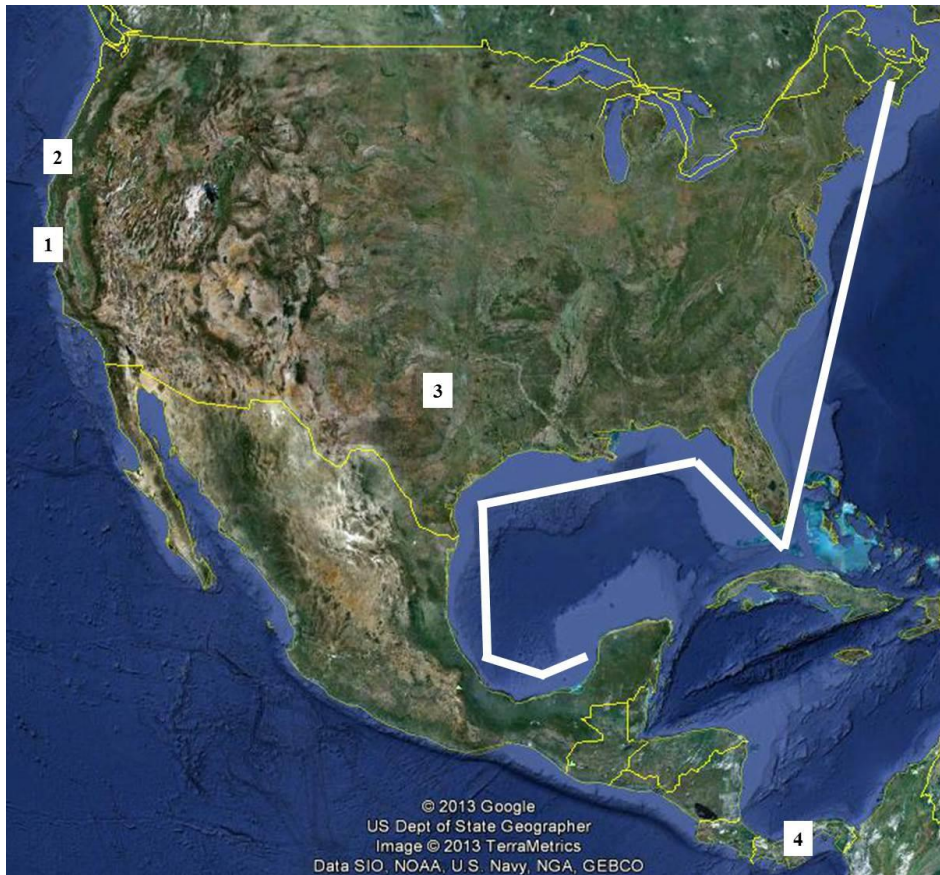 2
1
3
4
© 2013 Google
US Dept of State Geographer
Image © 2013 TerraMetrics
Data SIO, NOAA, U.S. Navy, NGA, GEBCO